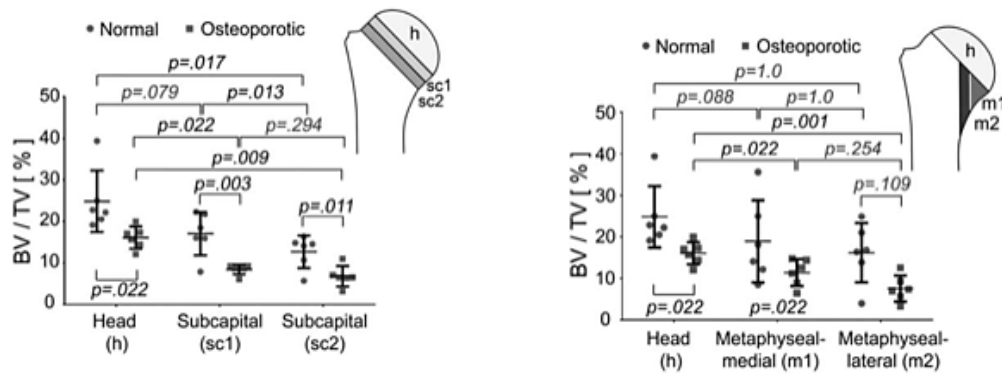 ● Normal ■ Osteoporotic
h
sc1
sc2
p=.017
p=.079
p=.013
p=.022
p=.294
p=.009
p=.003
p=.011
p=.022
BV / TV [ % ]
50
40
30
20
10
0
Head
(h)
Subcapital
(sc1)
Subcapital
(sc2)
● Normal ■ Osteoporotic
h
m1
m2
p=1.0
p=.088
p=1.0
p=.001
p=.022
p=.254
p=.109
p=.022
p=.022
BV / TV [ % ]
50
40
30
20
10
0
Head
(h)
Metaphyseal-
medial (m1)
Metaphyseal-
lateral (m2)